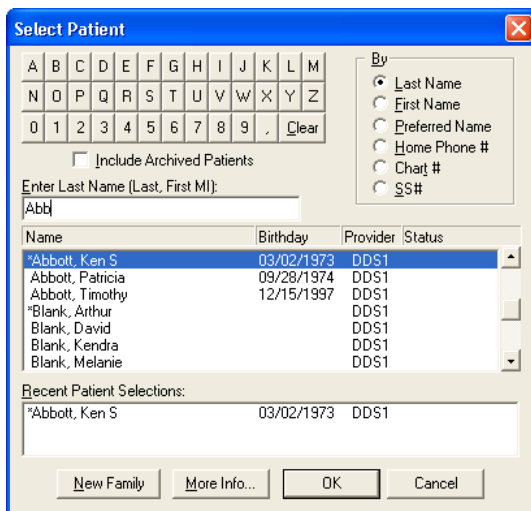 Select Patient
A B C D E F G H I J K L M
N O P Q R S T U V W X Y Z
0 1 2 3 4 5 6 7 8 9 , Clear
Include Archived Patients
By
Last Name
First Name
Preferred Name
Home Phone #
Chart #
SS#
Enter Last Name (Last, First MI):
Abb
Name Birthday Provider Status
*Abbott, Ken S 03/02/1973 DDS1
Abbott, Patricia 09/28/1974 DDS1
Abbott, Timothy 12/15/1997 DDS1
*Blank, Arthur DDS1
Blank, David DDS1
Blank, Kendra DDS1
Blank, Melanie DDS1
Recent Patient Selections:
*Abbott, Ken S 03/02/1973 DDS1
New Family More Info... OK Cancel